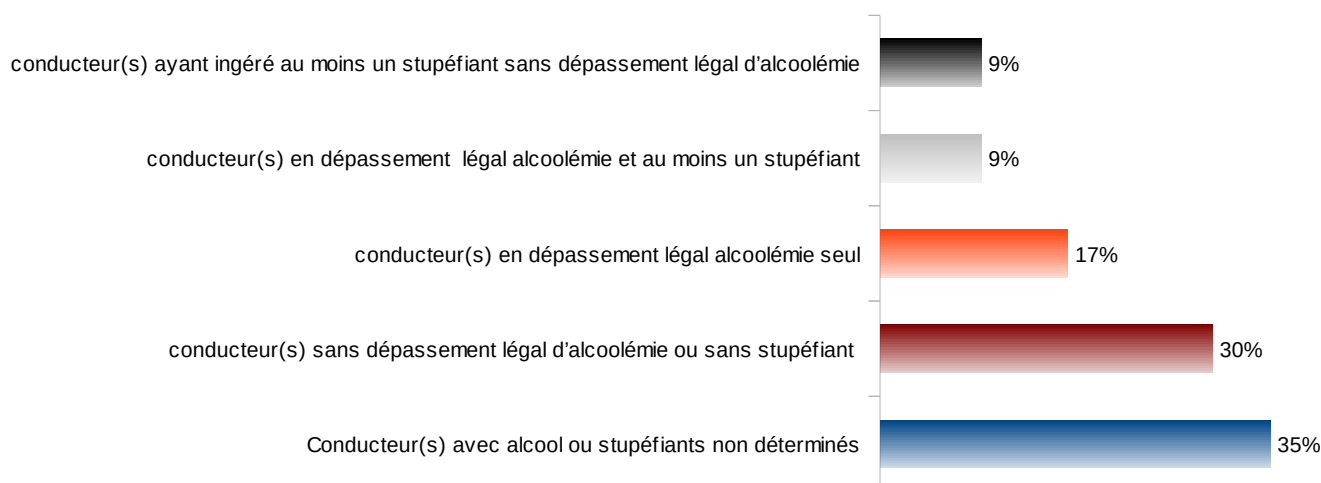 conducteur(s) ayant ingéré au moins un stupéfiant sans dépassement légal d’alcoolémie 9%
conducteur(s) en dépassement  légal alcoolémie et au moins un stupéfiant 9%
conducteur(s) en dépassement légal alcoolémie seul 17%
conducteur(s) sans dépassement légal d’alcoolémie ou sans stupéfiant 30%
Conducteur(s) avec alcool ou stupéfiants non déterminés 35%